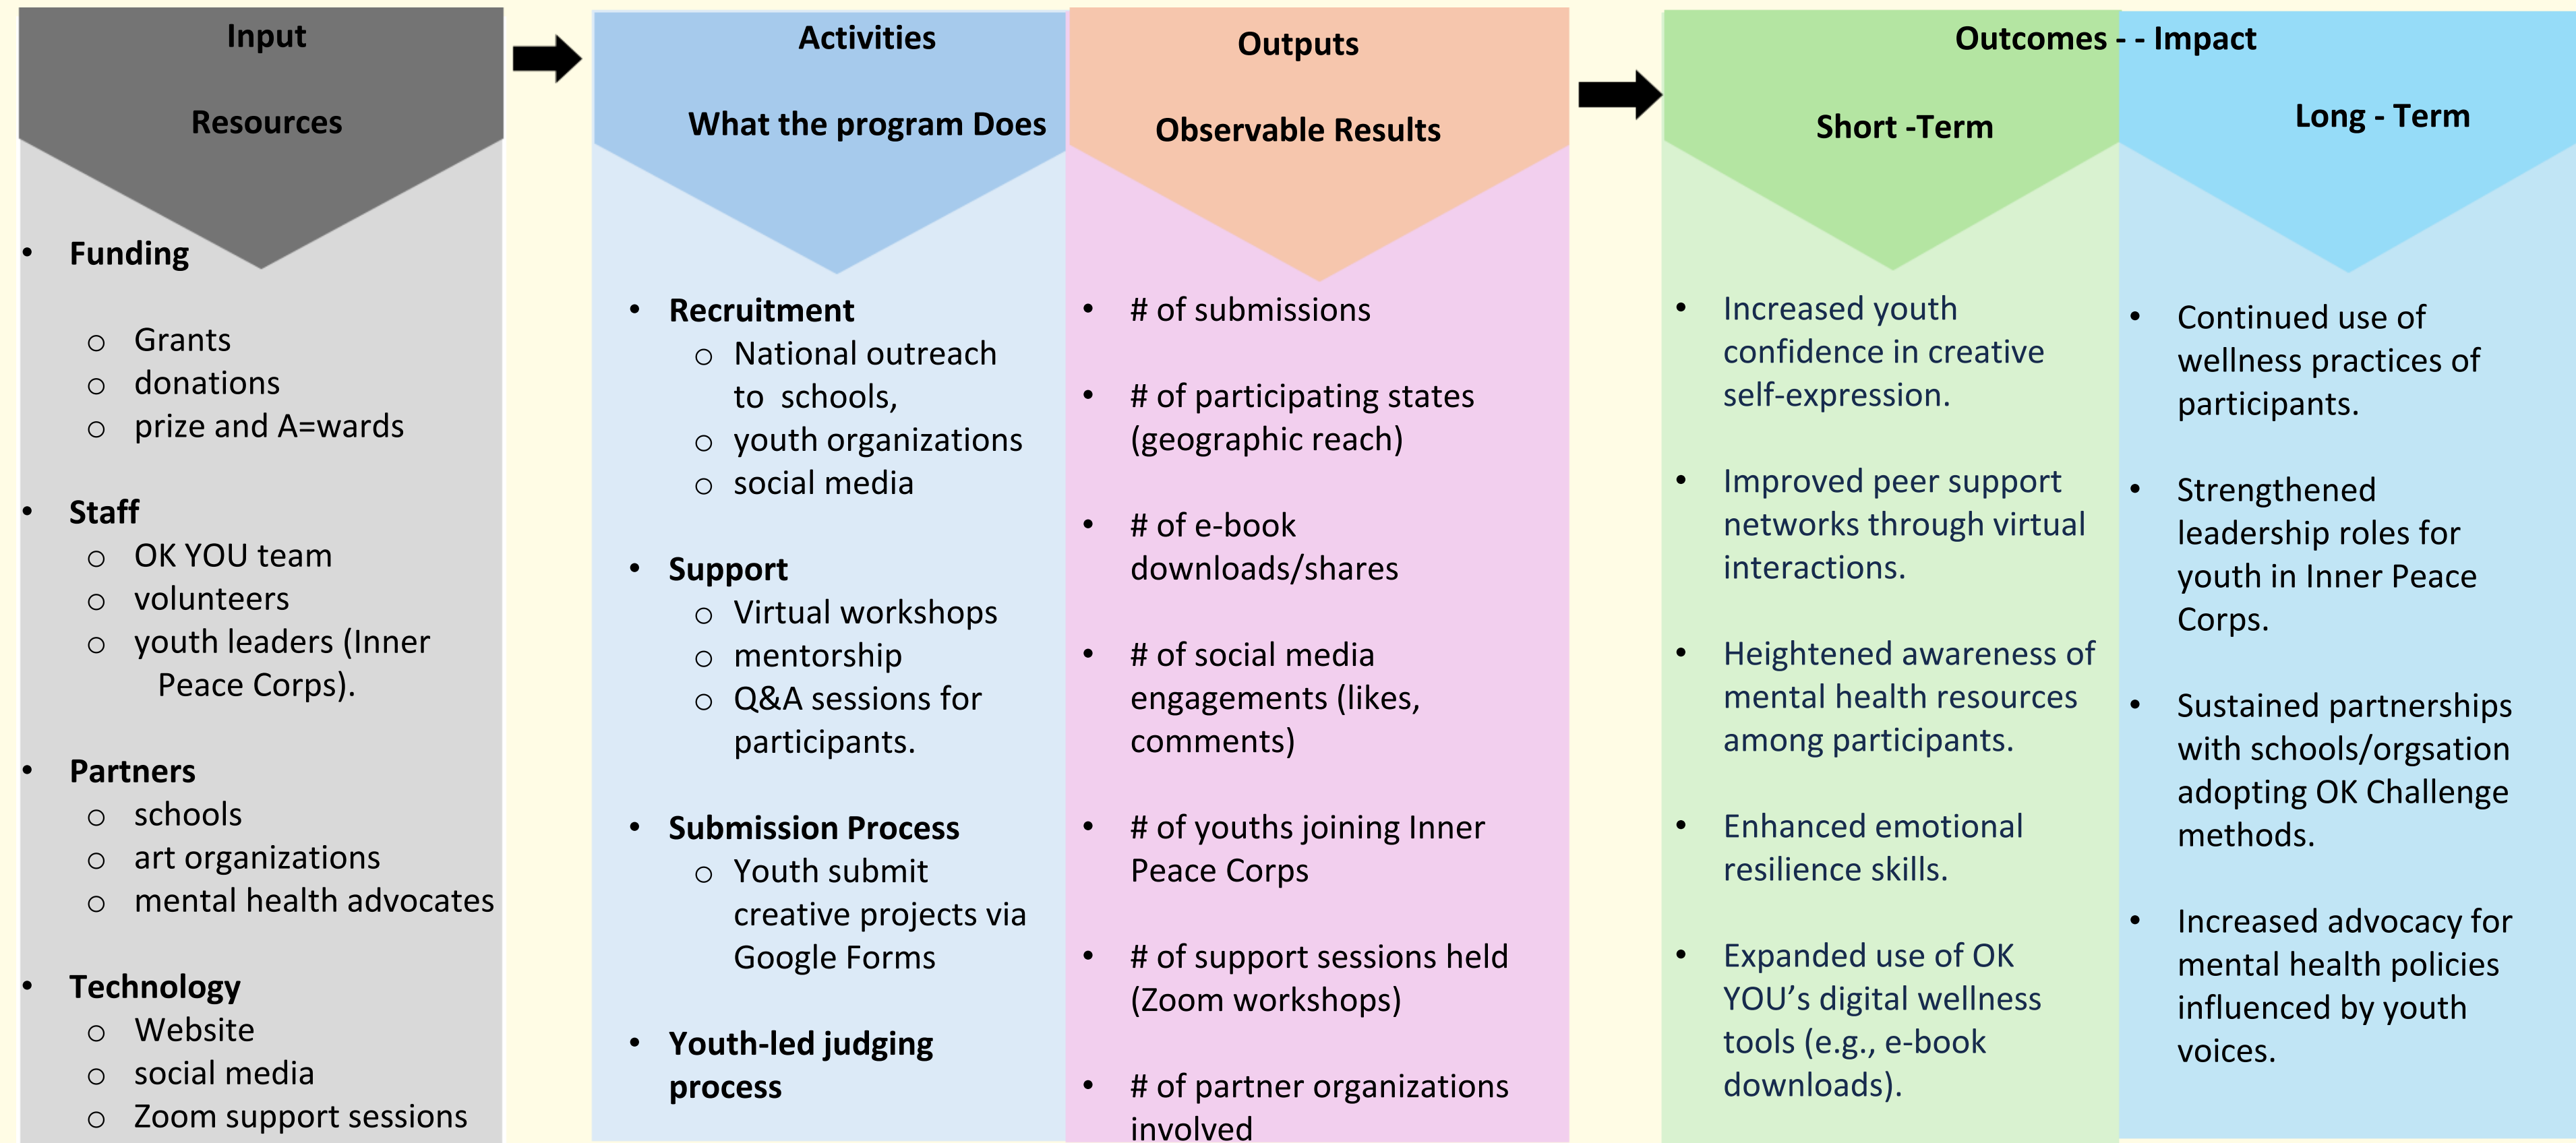 Input
Resources
• Funding
o Grants
o donations
o prize and A=wards
• Staff
o OK YOU team
o volunteers
o youth leaders (Inner
Peace Corps).
• Partners
o schools
o art organizations
o mental health advocates
• Technology
o Website
o social media
o Zoom support sessions
Activities
What the program Does
• Recruitment
o National outreach
to  schools,
o youth organizations
o social media
• Support
o Virtual workshops
o mentorship
o Q&A sessions for
participants.
• Submission Process
o Youth submit
creative projects via
Google Forms
• Youth-led judging
process
Outputs
Observable Results
• # of submissions
• # of participating states
(geographic reach)
• # of e-book
downloads/shares
• # of social media
engagements (likes,
comments)
• # of youths joining Inner
Peace Corps
• # of support sessions held
(Zoom workshops)
• # of partner organizations
involved
Outcomes - - Impact
Short -Term
• Increased youth
confidence in creative
self-expression.
• Improved peer support
networks through virtual
interactions.
• Heightened awareness of
mental health resources
among participants.
• Enhanced emotional
resilience skills.
• Expanded use of OK
YOU’s digital wellness
tools (e.g., e-book
downloads).
Long - Term
• Continued use of
wellness practices of
participants.
• Strengthened
leadership roles for
youth in Inner Peace
Corps.
• Sustained partnerships
with schools/orgsation
adopting OK Challenge
methods.
• Increased advocacy for
mental health policies
influenced by youth
voices.